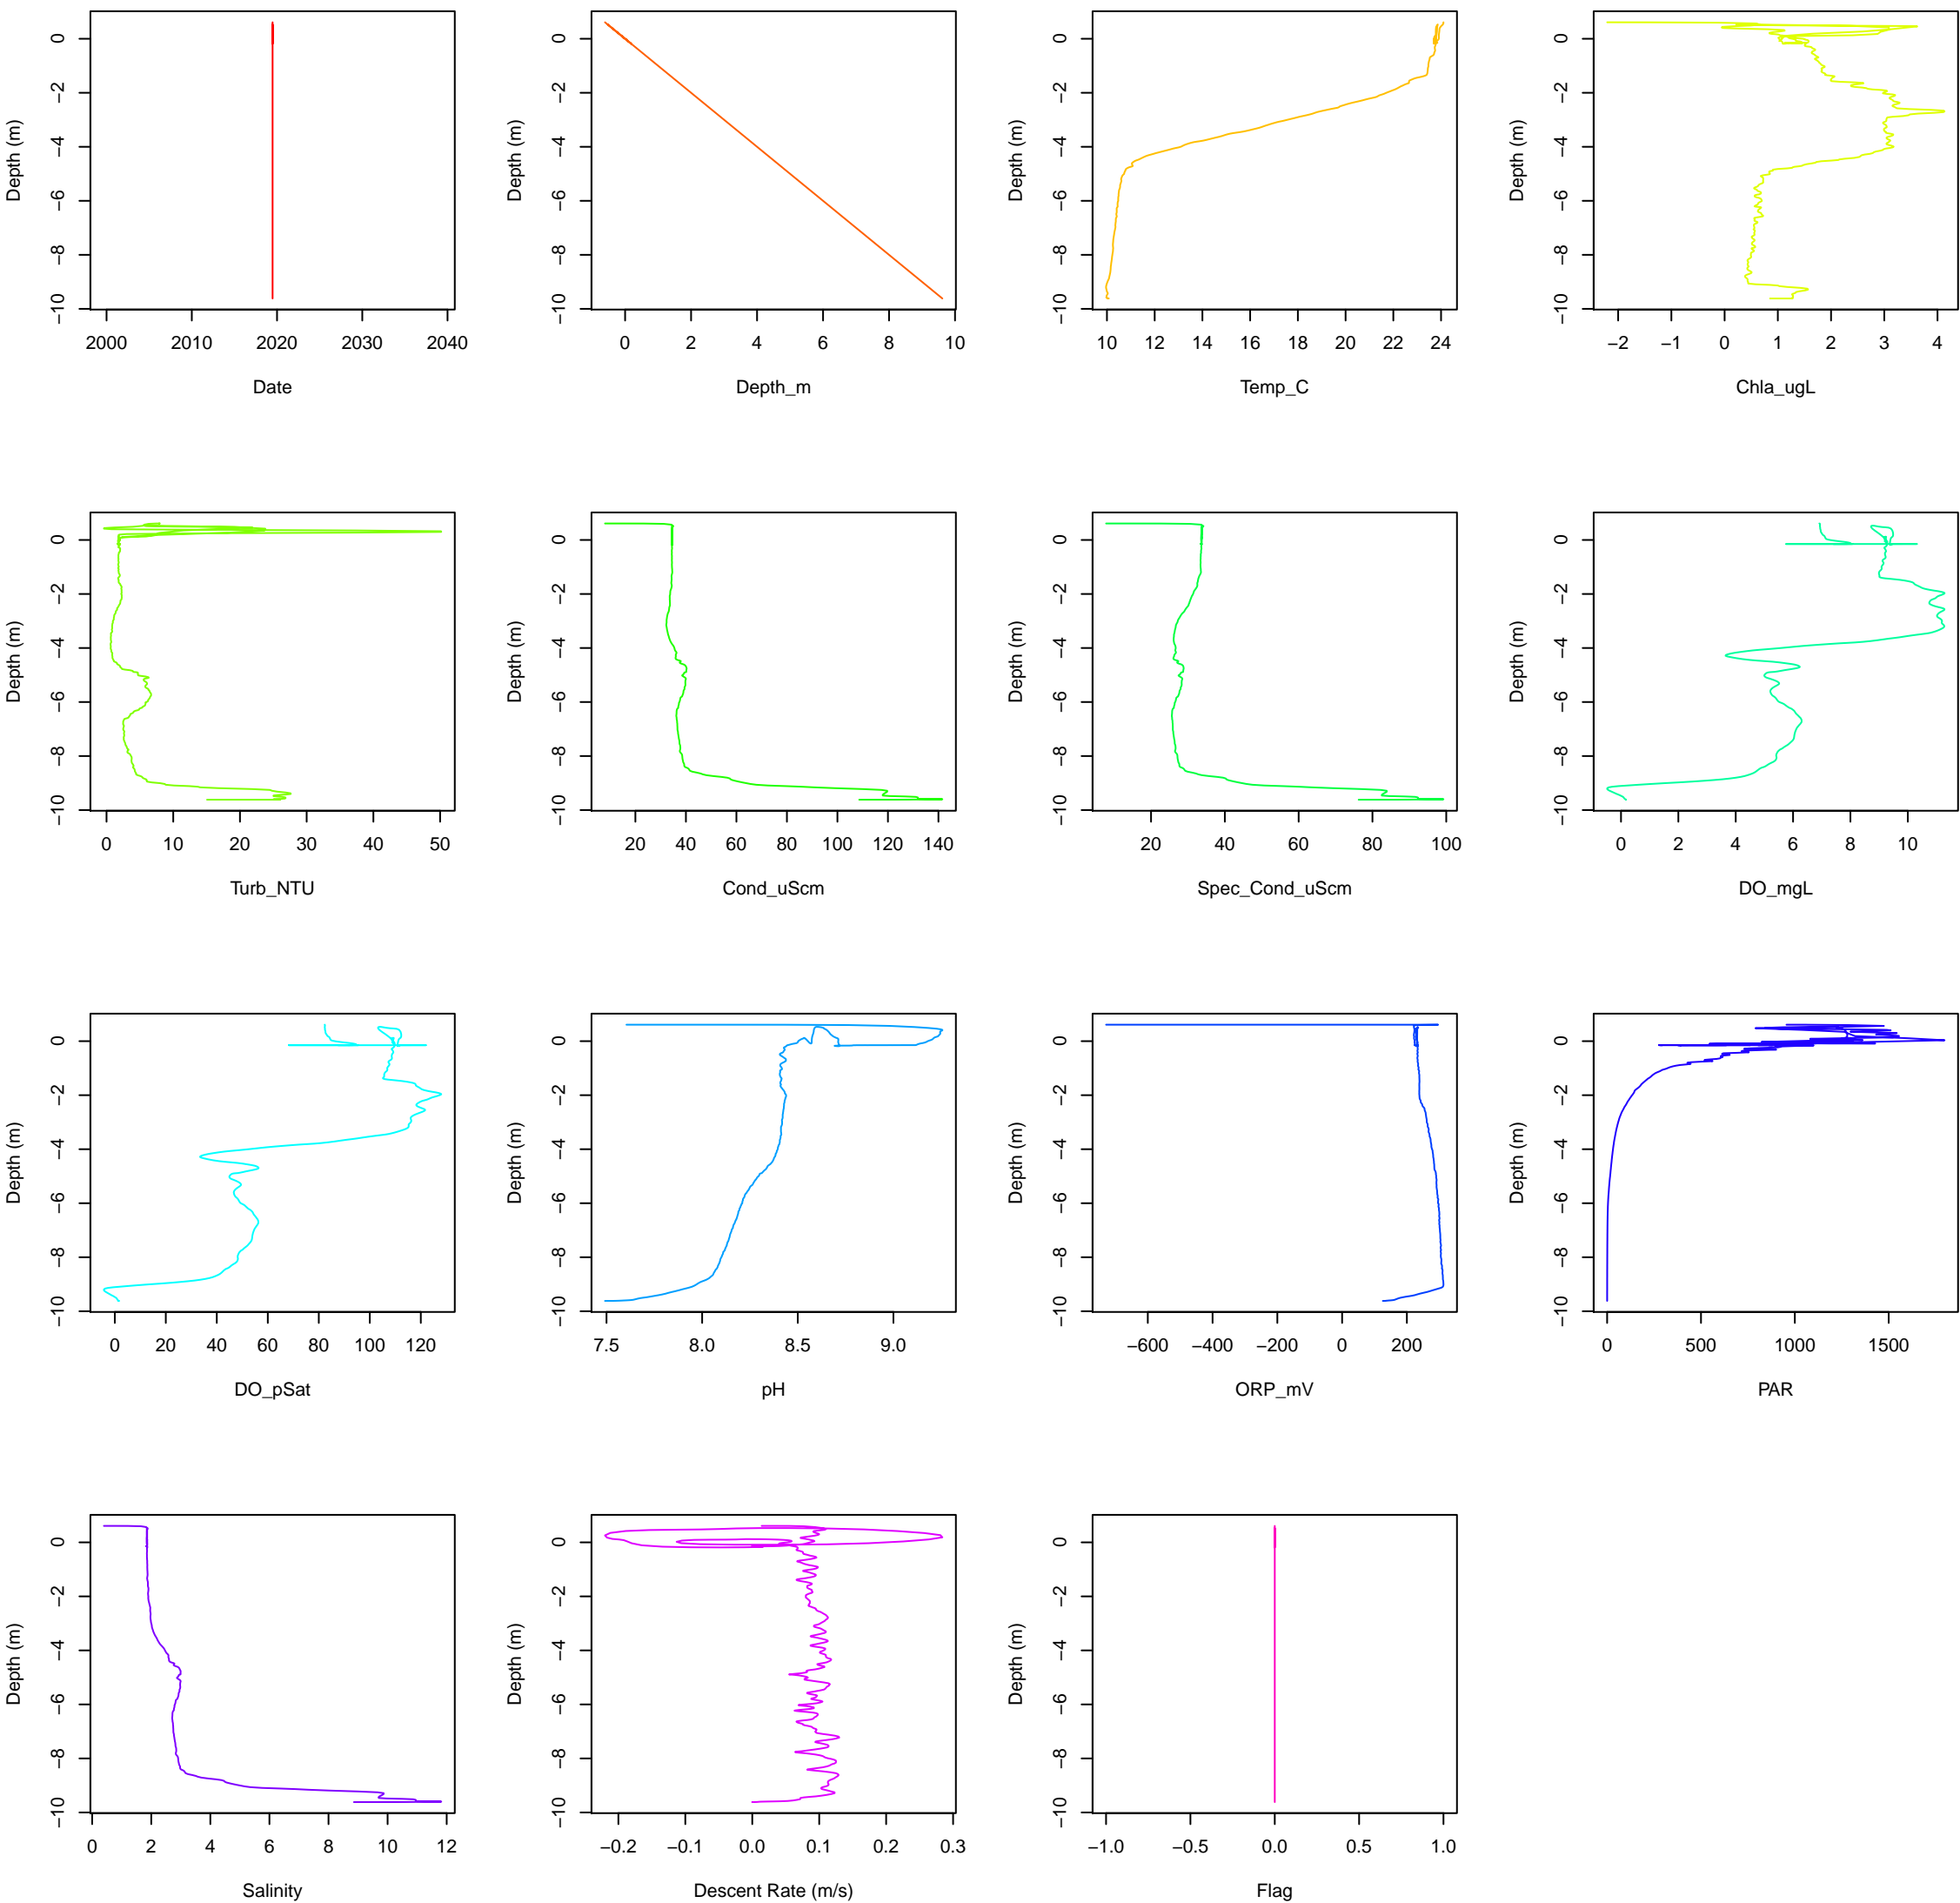 Depth (m)
0
−2
−4
−6
−8
−10
2000 2010 2020 2030 2040
Date
Depth (m)
0
−2
−4
−6
−8
−10
0 2 4 6 8 10
Depth_m
Depth (m)
0
−2
−4
−6
−8
−10
10 12 14 16 18 20 22 24
Temp_C
Depth (m)
0
−2
−4
−6
−8
−10
−2 −1 0 1 2 3 4
Chla_ugL
Depth (m)
0
−2
−4
−6
−8
−10
0 10 20 30 40 50
Turb_NTU
Depth (m)
0
−2
−4
−6
−8
−10
20 40 60 80 100 120 140
Cond_uScm
Depth (m)
0
−2
−4
−6
−8
−10
20 40 60 80 100
Spec_Cond_uScm
Depth (m)
0
−2
−4
−6
−8
−10
0 2 4 6 8 10
DO_mgL
Depth (m)
0
−2
−4
−6
−8
−10
0 20 40 60 80 100 120
DO_pSat
Depth (m)
0
−2
−4
−6
−8
−10
7.5 8.0 8.5 9.0
pH
Depth (m)
0
−2
−4
−6
−8
−10
−600 −400 −200 0 200
ORP_mV
Depth (m)
0
−2
−4
−6
−8
−10
0 500 1000 1500
PAR
Depth (m)
0
−2
−4
−6
−8
−10
0 2 4 6 8 10 12
Salinity
Depth (m)
0
−2
−4
−6
−8
−10
−0.2 −0.1 0.0 0.1 0.2 0.3
Descent Rate (m/s)
Depth (m)
0
−2
−4
−6
−8
−10
−1.0 −0.5 0.0 0.5 1.0
Flag